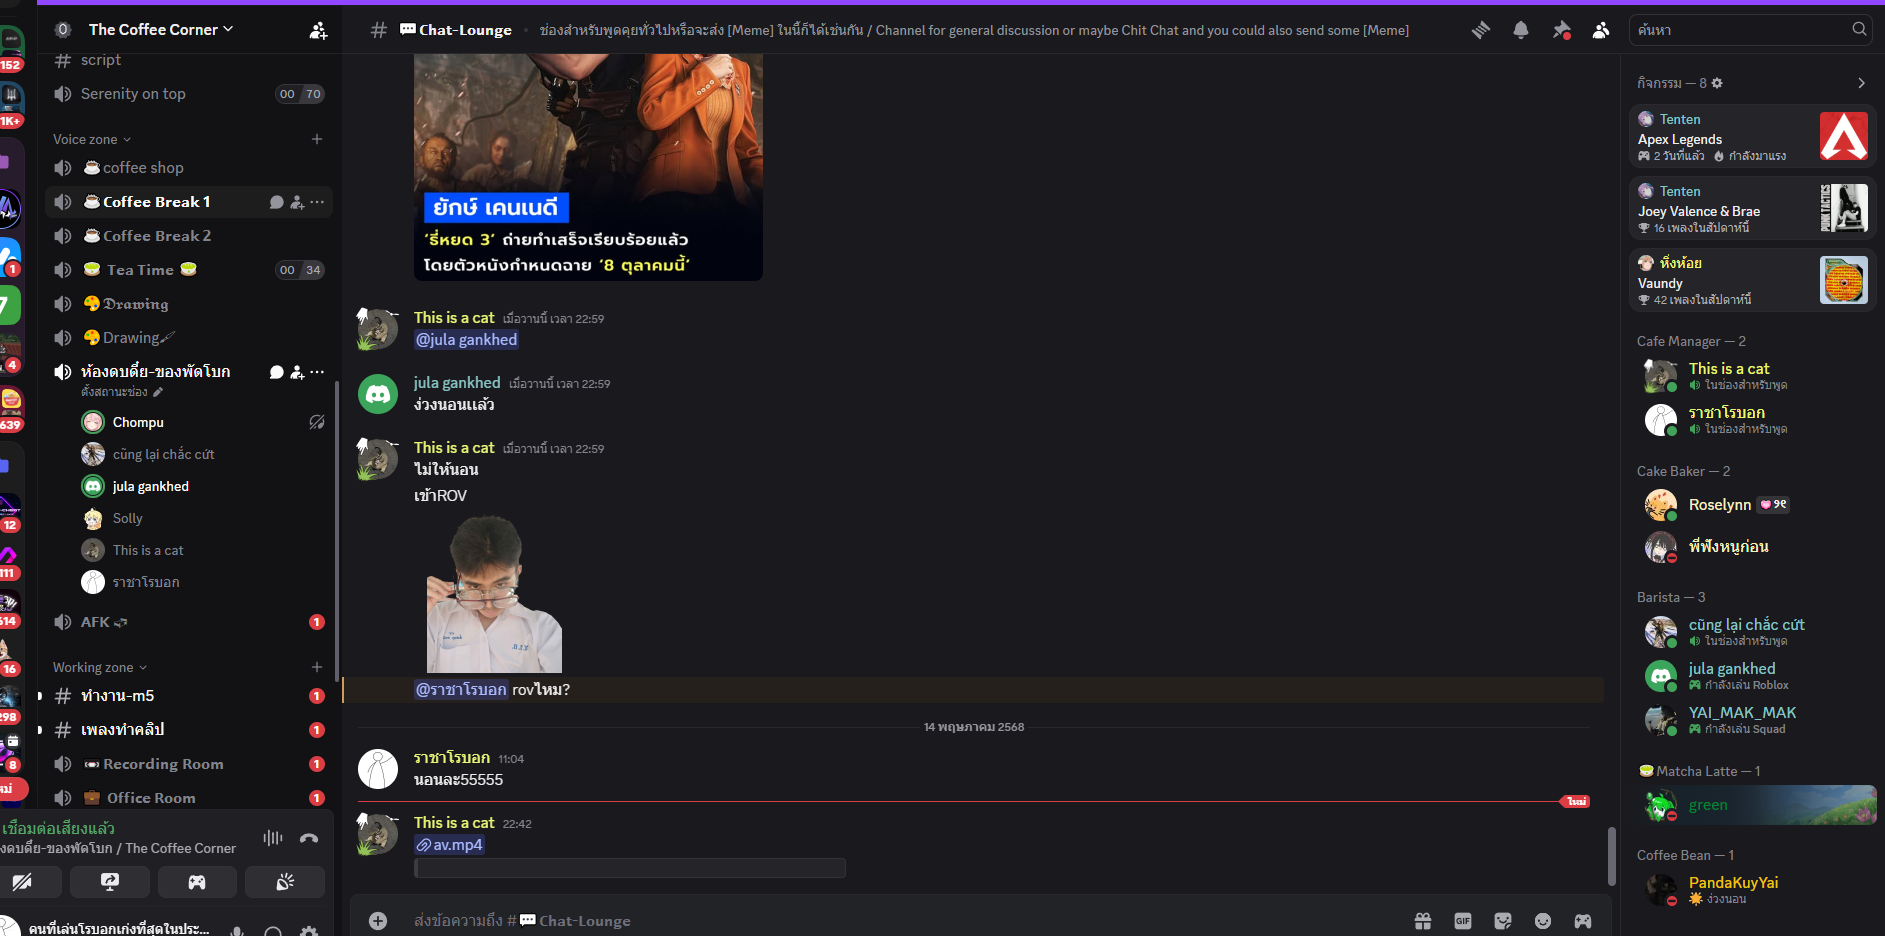 The Coffee Corner
# 💬Chat-Lounge
ช่องสำหรับพูดคุยทั่วไปหรือจะส่ง [Meme] ในนี้ก็ได้เช่นกัน / Channel for general discussion or maybe Chit Chat and you could also send some [Meme]
ค้นหา
152
1K+
1
4
639
12
111
614
16
298
8
ใหม่
# script
Serenity on top
00 70
Voice zone
☕coffee shop
☕Coffee Break 1
☕Coffee Break 2
🍵 Tea Time 🍵
00 34
🎨𝕯𝖗𝖆𝖜𝖎𝖓𝖌
🎨Drawing🖌
ห้องดบดี๋ย-ของพัดโบก
ตั้งสถานะช่อง
Chompu
cũng lại chắc cứt
jula gankhed
Solly
This is a cat
ราชาโรบอก
AFK
1
Working zone
# ทำงาน-m5
1
# เพลงทำคลิป
1
Recording Room
1
💼 Office Room
1
เชื่อมต่อเสียงแล้ว
งดบดี๋ย-ของพัดโบก / The Coffee Corner
คนที่เล่นโรบอกเก่งที่สุดในประ...
ยักษ์ เคนเนดี
‘ธี่หยด 3’ ถ่ายทำเสร็จเรียบร้อยแล้ว
โดยตัวหนังกำหนดฉาย ‘8 ตุลาคมนี้’
This is a cat เมื่อวานนี้ เวลา 22:59
@jula gankhed
jula gankhed เมื่อวานนี้ เวลา 22:59
ง่วงนอนแล้ว
This is a cat เมื่อวานนี้ เวลา 22:59
ไม่ให้นอน
เข้าROV
@ราชาโรบอก rovไหม?
14 พฤษภาคม 2568
ราชาโรบอก 11:04
นอนละ55555
ใหม่
This is a cat 22:42
av.mp4
ส่งข้อความถึง #💬Chat-Lounge
GIF
กิจกรรม — 8
Tenten
Apex Legends
2 วันที่แล้ว กำลังมาแรง
Tenten
Joey Valence & Brae
16 เพลงในสัปดาห์นี้
PUNK TACTICS
หิ่งห้อย
Vaundy
42 เพลงในสัปดาห์นี้
Cafe Manager — 2
This is a cat
ในช่องสำหรับพูด
ราชาโรบอก
ในช่องสำหรับพูด
Cake Baker — 2
Roselynn
พี่ฟังหนูก่อน
Barista — 3
cũng lại chắc cứt
ในช่องสำหรับพูด
jula gankhed
กำลังเล่น Roblox
YAI_MAK_MAK
กำลังเล่น Squad
🍵Matcha Latte — 1
green
Coffee Bean — 1
PandaKuyYai
ง่วงนอน